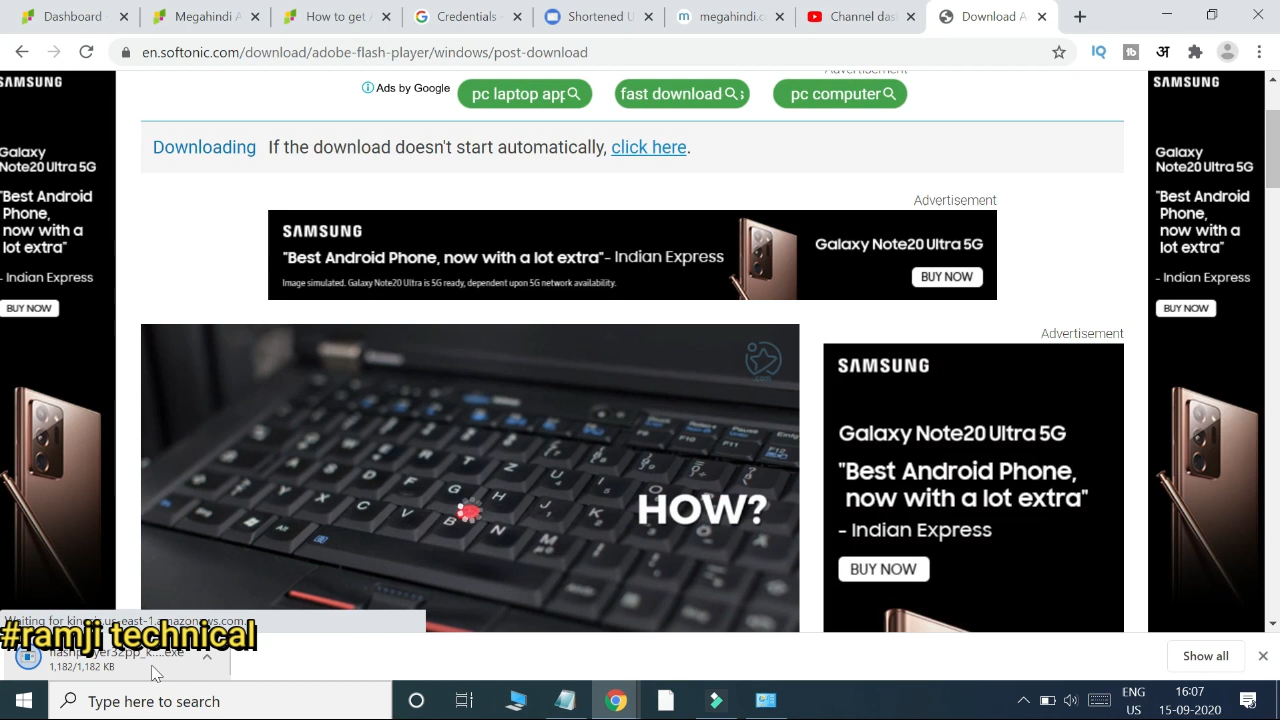 Dashboard
Megahindi A
How to get
Credentials -
Shortened U
megahindi.c
Channel das
Download A
en.softonic.com/download/adobe-flash-player/windows/post-download
Advertisement
Ads by Google
pc laptop app
fast download
pc computer
Downloading If the download doesn't start automatically, click here.
Advertisement
SAMSUNG
"Best Android Phone, now with a lot extra"- Indian Express
Image simulated. Galaxy Note20 Ultra is 5G ready, dependent upon 5G network availability.
Galaxy Note20 Ultra 5G
BUY NOW
SAMSUNG
Galaxy
Note20 Ultra 5G
"Best Android
Phone,
now with a
lot extra"
- Indian Express
BUY NOW
HOW?
Advertisement
SAMSUNG
Galaxy Note20 Ultra 5G
"Best Android Phone,
now with a lot extra"
- Indian Express
BUY NOW
SAMSUNG
Galaxy
Note20 Ultra 5G
"Best Android
Phone,
now with a
lot extra"
- Indian Express
BUY NOW
#ramji technical
flashplayer32pp_k....exe
1,182/1,182 KB
Show all
Type here to search
ENG
US
16:07
15-09-2020